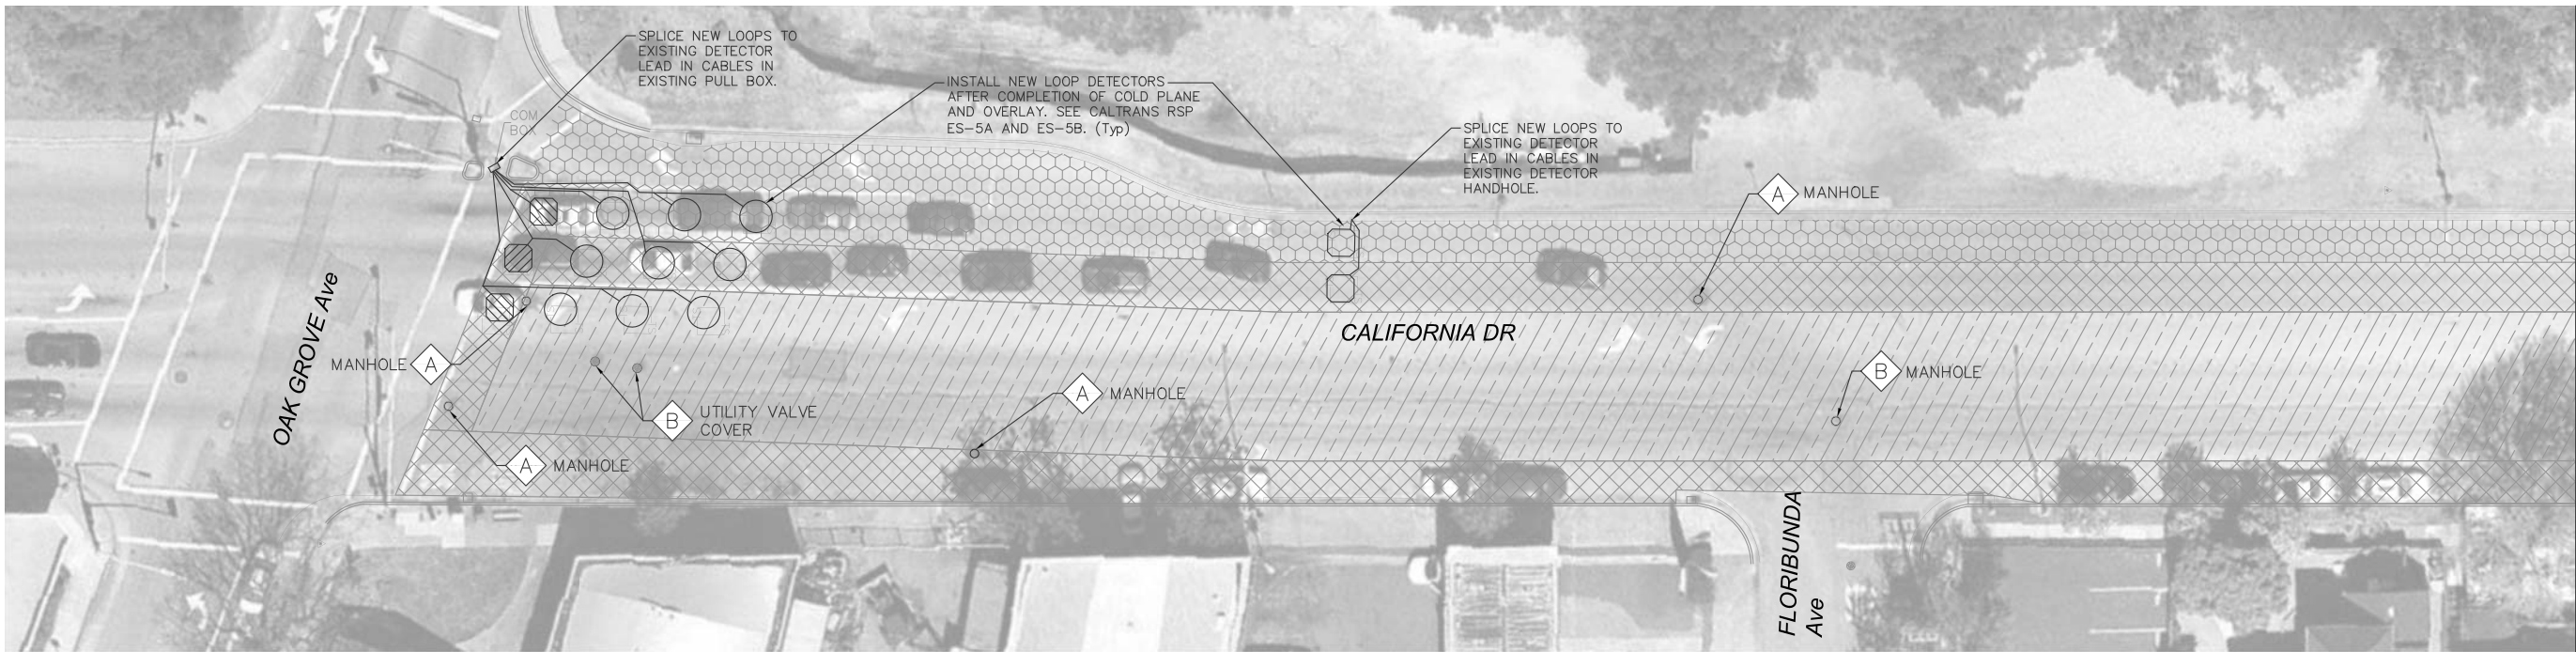 SPLICE NEW LOOPS TO
EXISTING DETECTOR
LEAD IN CABLES IN
EXISTING PULL BOX.
COM
BOX
INSTALL NEW LOOP DETECTORS
AFTER COMPLETION OF COLD PLANE
AND OVERLAY. SEE CALTRANS RSP
ES-5A AND ES-5B. (Typ)
SPLICE NEW LOOPS TO
EXISTING DETECTOR
LEAD IN CABLES IN
EXISTING DETECTOR
HANDHOLE.
A MANHOLE
OAK GROVE Ave
CALIFORNIA DR
MANHOLE A
B UTILITY VALVE
COVER
A MANHOLE
A MANHOLE
B MANHOLE
FLORIBUNDA
Ave